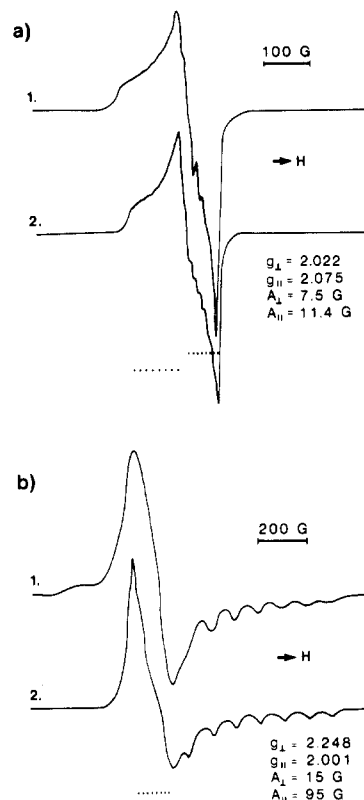 a)
100 G
1.
→ H
2.
g⊥ = 2.022
g∥ = 2.075
A⊥ = 7.5 G
A∥ = 11.4 G
b)
200 G
1.
→ H
2.
g⊥ = 2.248
g∥ = 2.001
A⊥ = 15 G
A∥ = 95 G